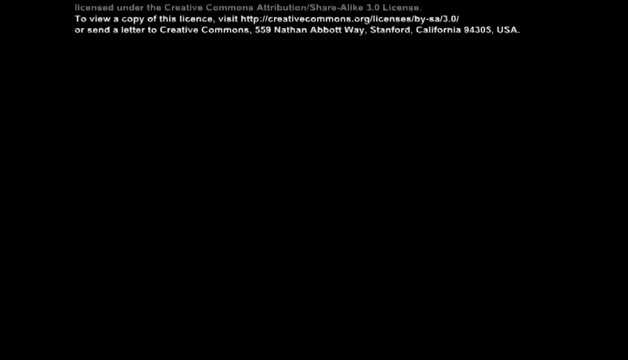 licensed under the Creative Commons Attribution/Share-Alike 3.0 License.
To view a copy of this licence, visit http://creativecommons.org/licenses/by-sa/3.0/
or send a letter to Creative Commons, 559 Nathan Abbott Way, Stanford, California 94305, USA.